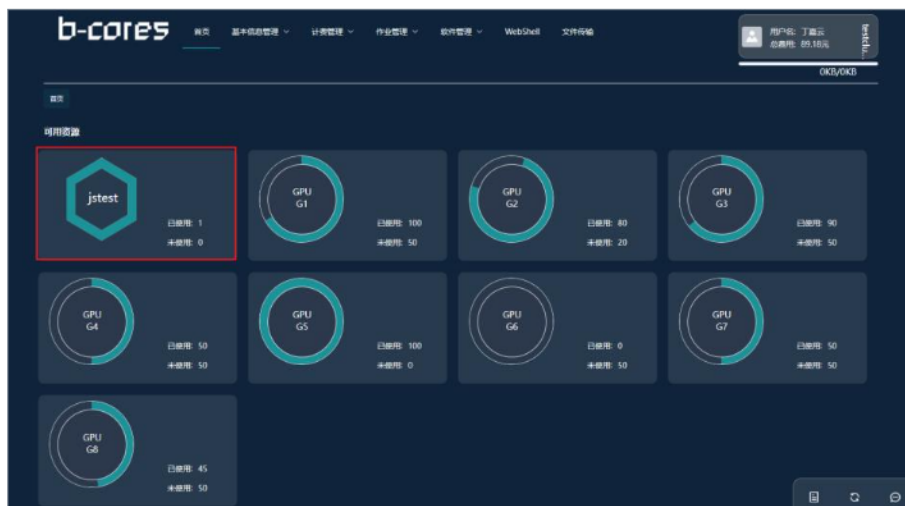 b-cores
首页 基本信息管理 计费管理 作业管理 软件管理 WebShell 文件传输
用户名: 丁嘉云
总费用: 89.18元
testclu...
0KB/0KB
首页
可用资源
jstest
已使用: 1
未使用: 0
GPU
G1
已使用: 100
未使用: 50
GPU
G2
已使用: 80
未使用: 20
GPU
G3
已使用: 90
未使用: 50
GPU
G4
已使用: 50
未使用: 50
GPU
G5
已使用: 100
未使用: 0
GPU
G6
已使用: 0
未使用: 50
GPU
G7
已使用: 50
未使用: 50
GPU
G8
已使用: 45
未使用: 50